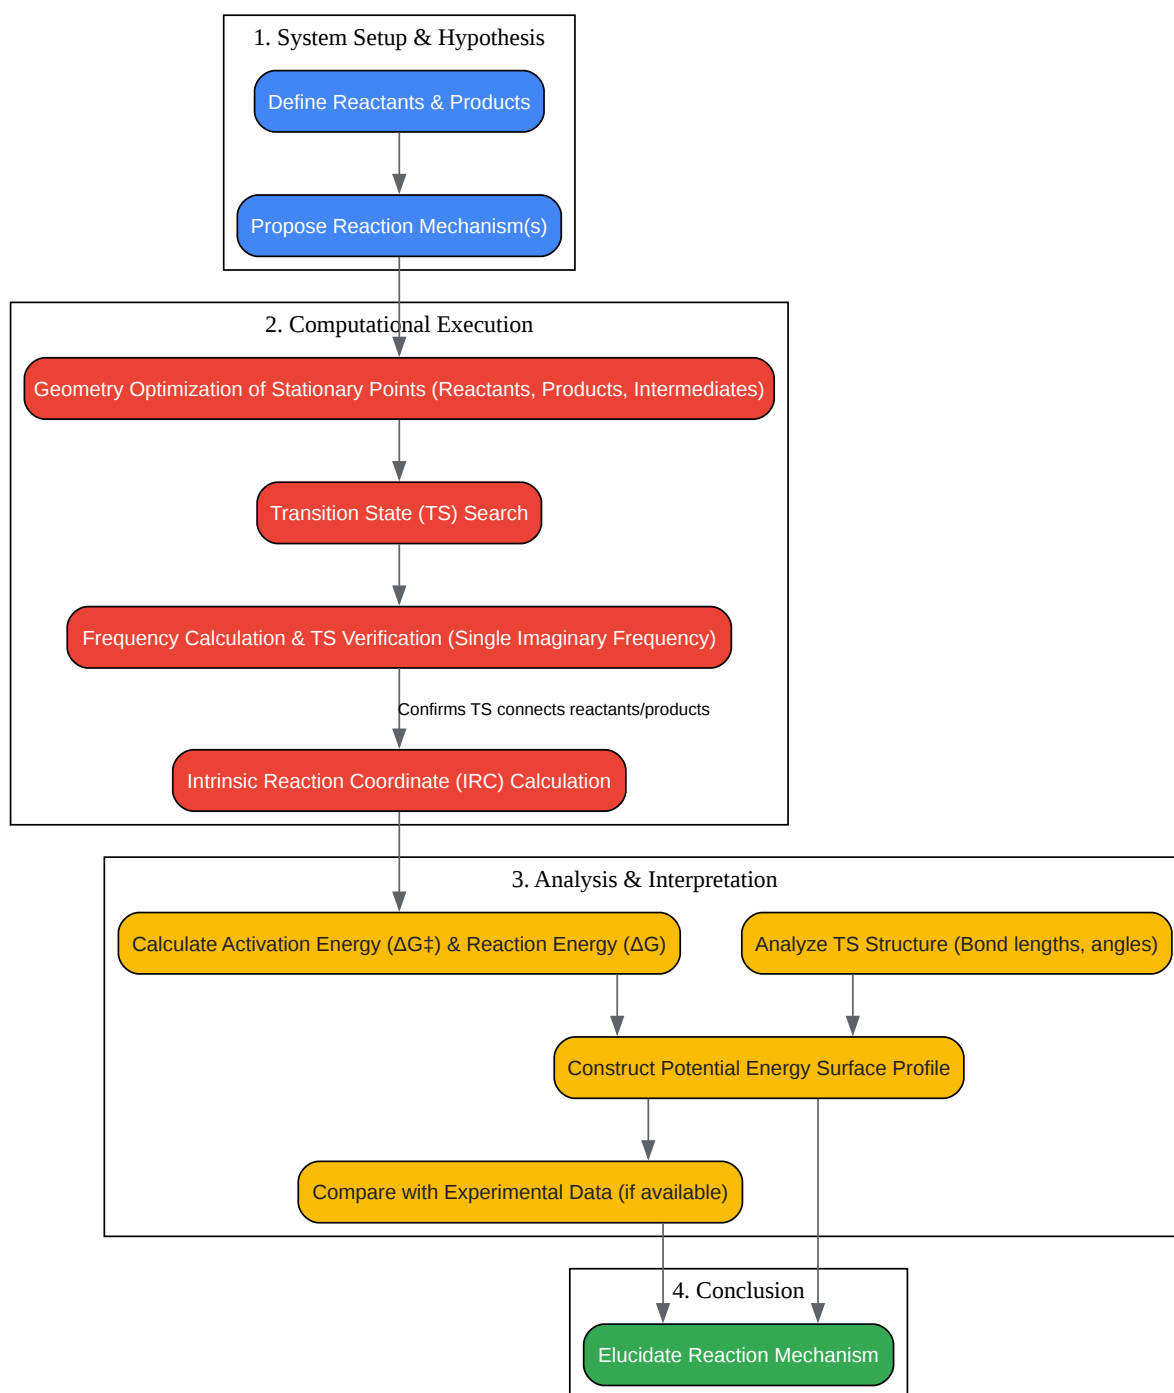 1. System Setup & Hypothesis
Define Reactants & Products
Propose Reaction Mechanism(s)
2. Computational Execution
Geometry Optimization of Stationary Points (Reactants, Products, Intermediates)
Transition State (TS) Search
Frequency Calculation & TS Verification (Single Imaginary Frequency)
Confirms TS connects reactants/products
Intrinsic Reaction Coordinate (IRC) Calculation
3. Analysis & Interpretation
Calculate Activation Energy (ΔG‡) & Reaction Energy (ΔG)
Analyze TS Structure (Bond lengths, angles)
Construct Potential Energy Surface Profile
Compare with Experimental Data (if available)
4. Conclusion
Elucidate Reaction Mechanism